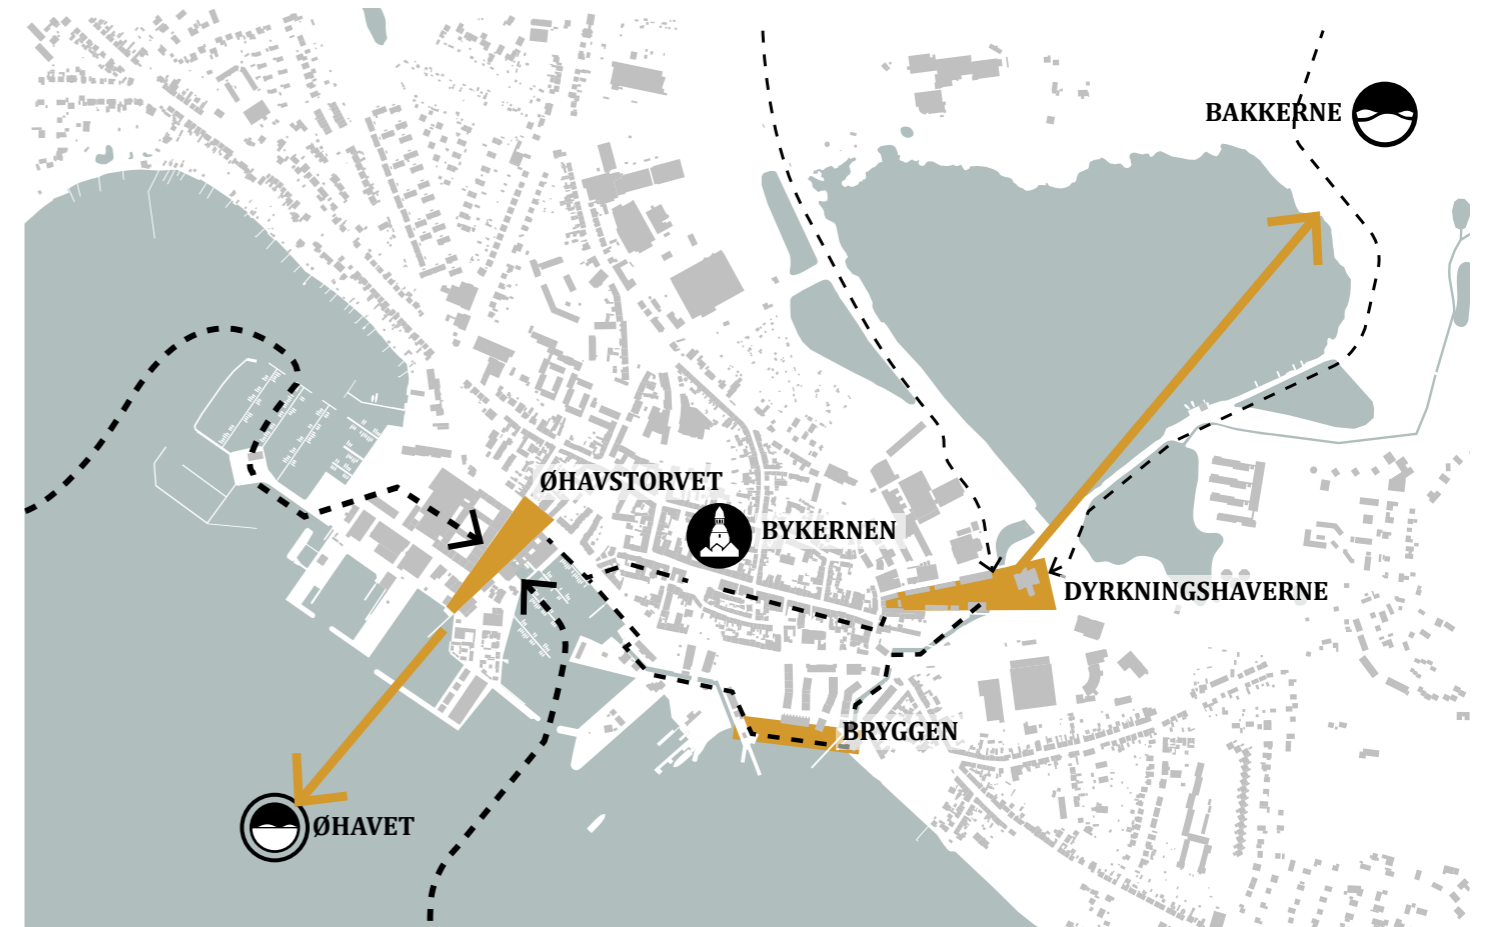 BAKKERNE
ØHAVSTORVET
BYKERNEN
DYRKNINGSHAVERNE
BRYGGEN
ØHAVET